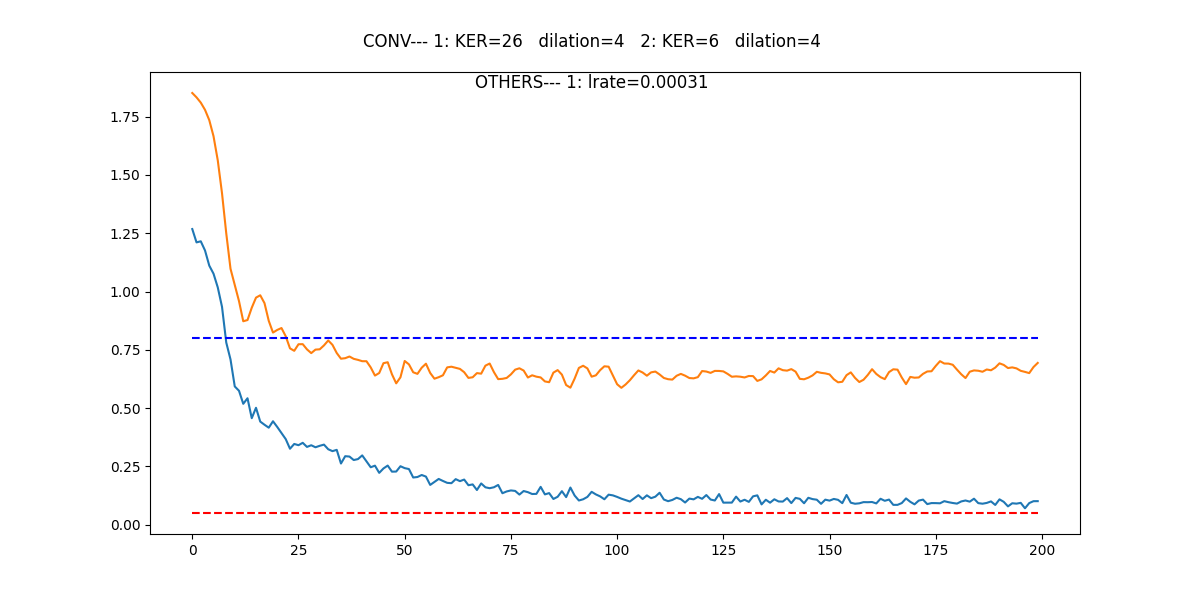 CONV--- 1: KER=26   dilation=4   2: KER=6   dilation=4
OTHERS--- 1: lrate=0.00031
1.75
1.50
1.25
1.00
0.75
0.50
0.25
0.00
0 25 50 75 100 125 150 175 200